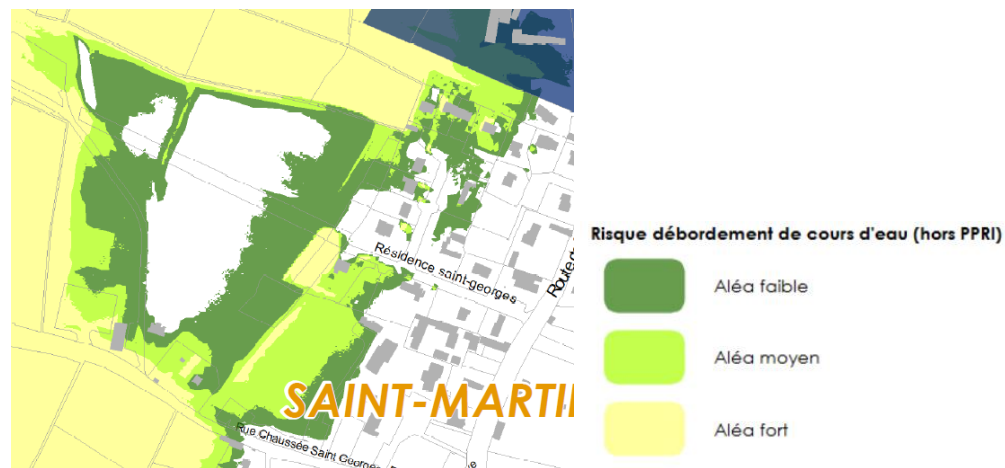 Résidence saint-georges
Route d
SAINT-MARTI
Rue Chaussée Saint Georges
Risque débordement de cours d'eau (hors PPRI)
Aléa faible
Aléa moyen
Aléa fort